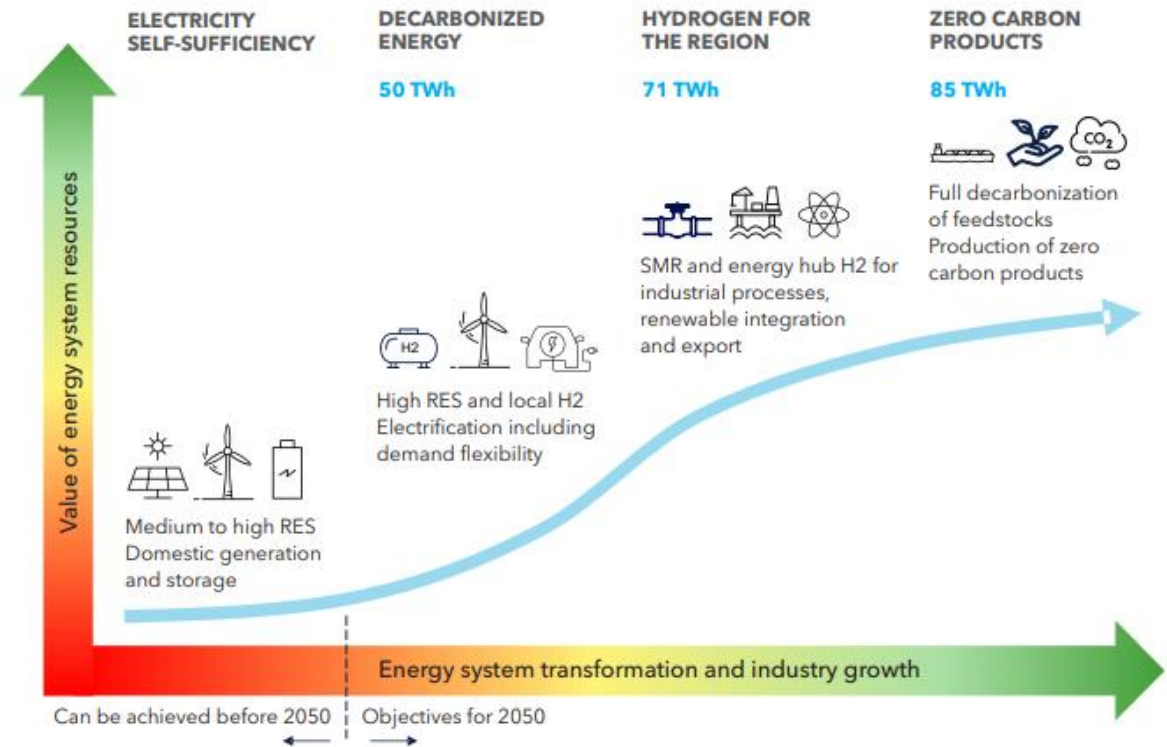 ELECTRICITY
SELF-SUFFICIENCY
DECARBONIZED
ENERGY
50 TWh
HYDROGEN FOR
THE REGION
71 TWh
ZERO CARBON
PRODUCTS
85 TWh
CO2
Full decarbonization
of feedstocks
Production of zero
carbon products
SMR and energy hub H2 for
industrial processes,
renewable integration
and export
H2
High RES and local H2
Electrification including
demand flexibility
Medium to high RES
Domestic generation
and storage
Value of energy system resources
Energy system transformation and industry growth
Can be achieved before 2050
Objectives for 2050